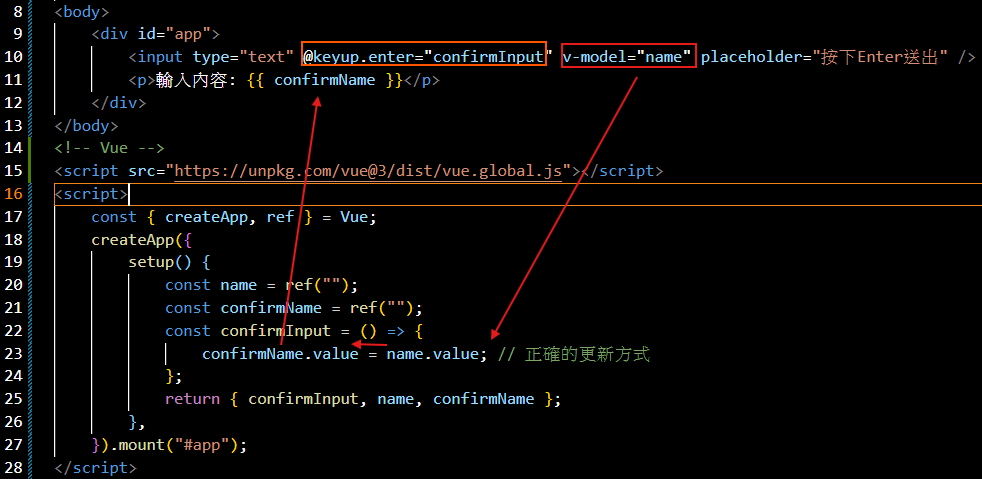 8 <body>
9 <div id="app">
10 <input type="text" @keyup.enter="confirmInput" v-model="name" placeholder="按下Enter送出" />
11 <p>輸入內容: {{ confirmName }}</p>
12 </div>
13 </body>
14 <!-- Vue -->
15 <script src="https://unpkg.com/vue@3/dist/vue.global.js"></script>
16 <script>
17 const { createApp, ref } = Vue;
18 createApp({
19 setup() {
20 const name = ref("");
21 const confirmName = ref("");
22 const confirmInput = () => {
23 confirmName.value = name.value; // 正確的更新方式
24 };
25 return { confirmInput, name, confirmName };
26 },
27 }).mount("#app");
28 </script>